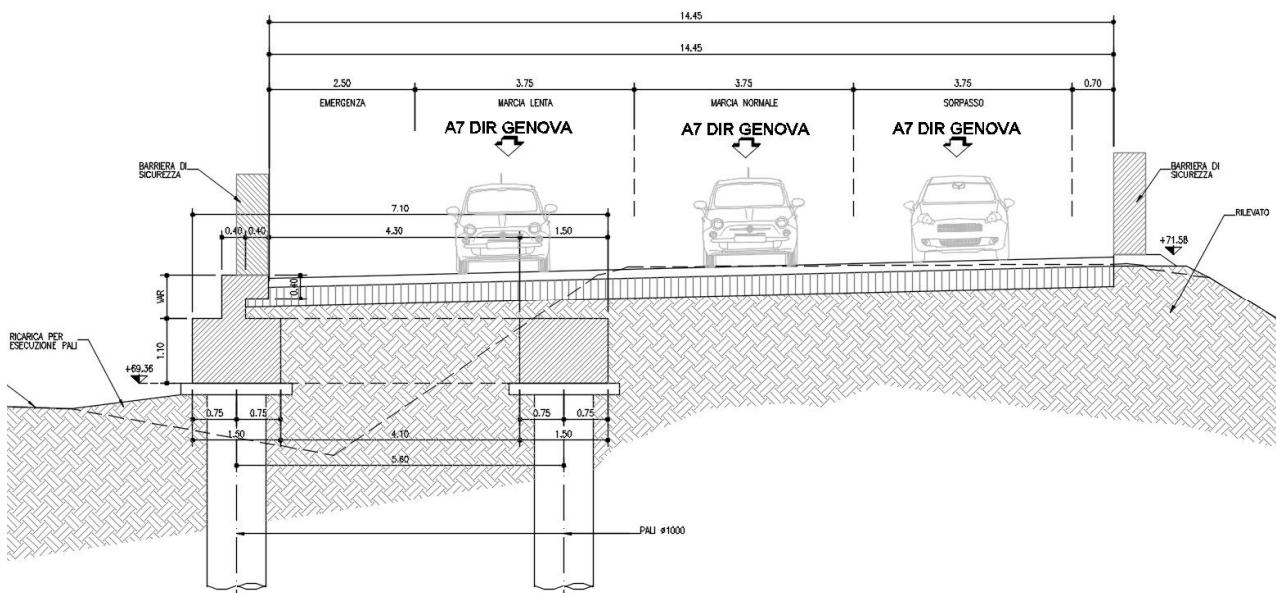 14.45
14.45
2.50 3.75 3.75 3.75 0.70
EMERGENZA MARCIA LENTA MARCIA NORMALE SORPASSO
A7 DIR GENOVA A7 DIR GENOVA A7 DIR GENOVA
BARRIERA DI
SICUREZZA
BARRIERA DI
SICUREZZA
7.10
RILEVATO
0.40 0.40 4.30 1.50
+71.58
VAR
0.40
RICARICA PER
ESECUZIONE PALI
1.10
+69.36
0.75 0.75 0.75 0.75
1.50 4.10 1.50
5.60
PALI ø1000